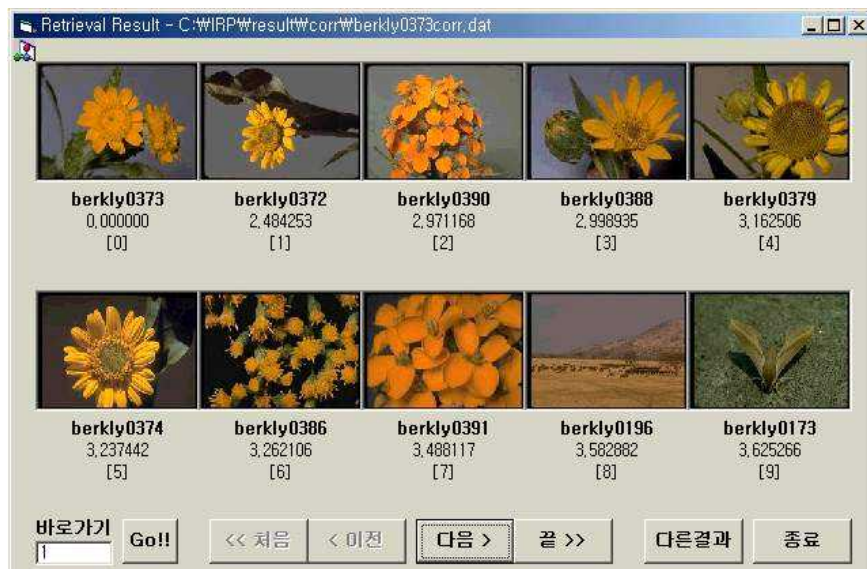 Retrieval Result - C:₩IRP₩result₩corr₩berkly0373corr.dat
berkly0373 berkly0372 berkly0390 berkly0388 berkly0379
0,000000 2,484253 2,971168 2,998935 3,162506
[0] [1] [2] [3] [4]
berkly0374 berkly0386 berkly0391 berkly0196 berkly0173
3,237442 3,262106 3,488117 3,582882 3,625266
[5] [6] [7] [8] [9]
바로가기
1 Go!! << 처음 < 이전 다음 > 끝 >> 다른결과 종료